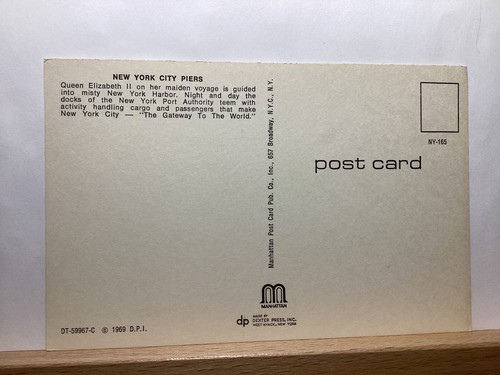 NEW YORK CITY PIERS
Queen Elizabeth II on her maiden voyage is guided
into misty New York Harbor. Night and day the
docks of the New York Port Authority teem with
activity handling cargo and passengers that make
New York City — "The Gateway To The World."
Manhattan Post Card Pub. Co., Inc., 657 Broadway, N.Y.C., N.Y.
NY-165
post card
MANHATTAN
dp
MADE BY
DEXTER PRESS, INC.
WEST NYACK, NEW YORK
DT-59967-C © 1969 D.P.I.